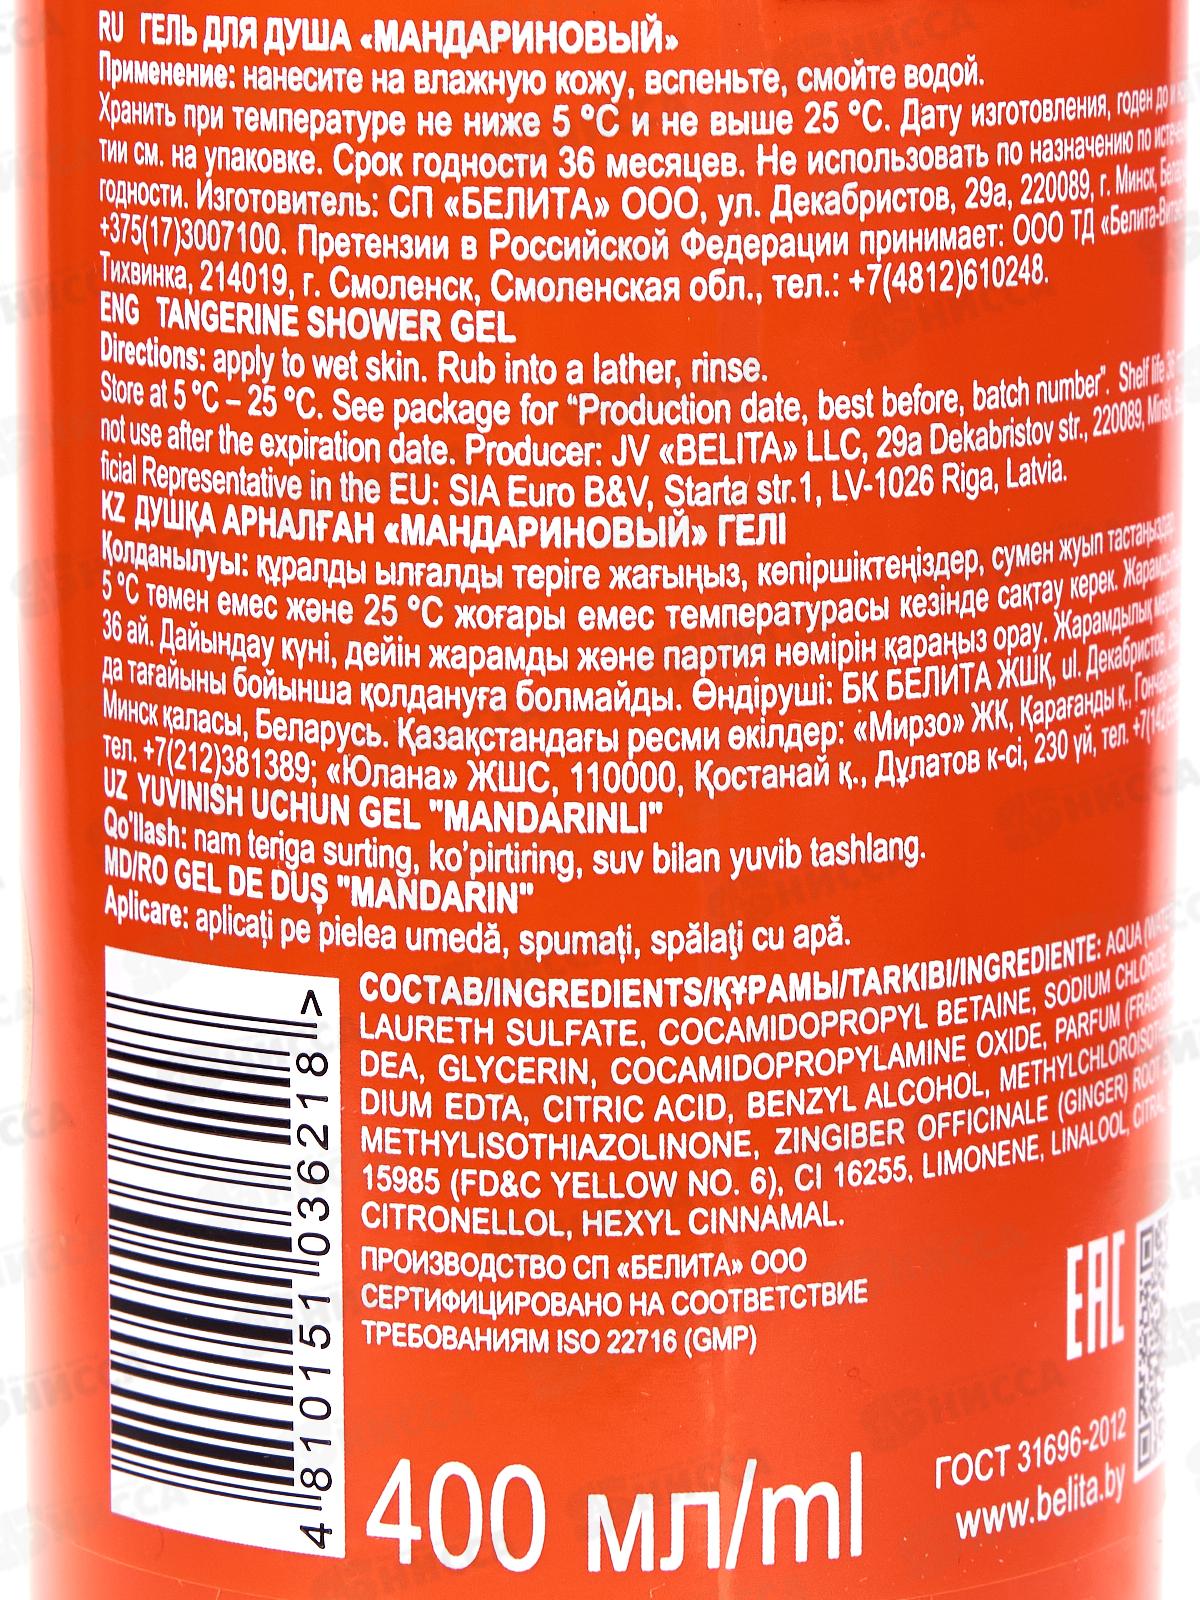 RU ГЕЛЬ ДЛЯ ДУША «МАНДАРИНОВЫЙ»
Применение: нанесите на влажную кожу, вспеньте, смойте водой.
Хранить при температуре не ниже 5 °C и не выше 25 °C. Дату изготовления, годен до и
тии см. на упаковке. Срок годности 36 месяцев. Не использовать по назначению по
годности. Изготовитель: СП «БЕЛИТА» ООО, ул. Декабристов, 29а, 220089, г. Минск,
+375(17)3007100. Претензии в Российской Федерации принимает: ООО ТД
Тихвинка, 214019, г. Смоленск, Смоленская обл., тел.: +7(4812)610248.
ENG TANGERINE SHOWER GEL
Directions: apply to wet skin. Rub into a lather, rinse.
Store at 5 °C – 25 °C. See package for “Production date, best before, batch number”. Shelf life 36
not use after the expiration date. Producer: JV «BELITA» LLC, 29a Dekabristov str., 220089, Minsk,
ficial Representative in the EU: SIA Euro B&V, Starta str.1, LV-1026 Riga, Latvia.
KZ ДУШҚА АРНАЛҒАН «МАНДАРИНОВЫЙ» ГЕЛІ
Қолданылуы: құралды ылғалды теріге жағыңыз, көпіршіктеңіздер, сумен жуып тастаңыздар.
5 °C төмен емес және 25 °C жоғары емес температурасы кезінде сақтау керек.
36 ай. Дайындау күні, дейін жарамды және партия нөмірін қараңыз орау. Жарамдылық
да тағайыны бойынша қолдануға болмайды. Өндіруші: БК БЕЛИТА ЖШҚ, ul. Декабристов,
Минск қаласы, Беларусь. Қазақстандағы ресми өкілдер: «Мирзо» ЖК, Қарағанды қ.,
тел. +7(212)381389; «Юлана» ЖШС, 110000, Қостанай қ., Дұлатов к-сі, 230 үй, тел.
UZ YUVINISH UCHUN GEL "MANDARINLI"
Qo'llash: nam teriga surting, ko'pirtiring, suv bilan yuvib tashlang.
MD/RO GEL DE DUȘ "MANDARIN"
Aplicare: aplicați pe pielea umedă, spumați, spălați cu apă.
СОСТАВ/INGREDIENTS/ҚҰРАМЫ/TARKIBI/INGREDIENTE: AQUA
LAURETH SULFATE, COCAMIDOPROPYL BETAINE, SODIUM CHLORIDE,
DEA, GLYCERIN, COCAMIDOPROPYLAMINE OXIDE, PARFUM
DIUM EDTA, CITRIC ACID, BENZYL ALCOHOL,
METHYLISOTHIAZOLINONE, ZINGIBER OFFICINALE (GINGER) ROOT
15985 (FD&C YELLOW NO. 6), CI 16255, LIMONENE, LINALOOL,
CITRONELLOL, HEXYL CINNAMAL.
ПРОИЗВОДСТВО СП «БЕЛИТА» ООО
СЕРТИФИЦИРОВАНО НА СООТВЕТСТВИЕ
ТРЕБОВАНИЯМ ISO 22716 (GMP)
4 810151 036218 >
EAC
400 мл/ml
ГОСТ 31696-2012
www.belita.by